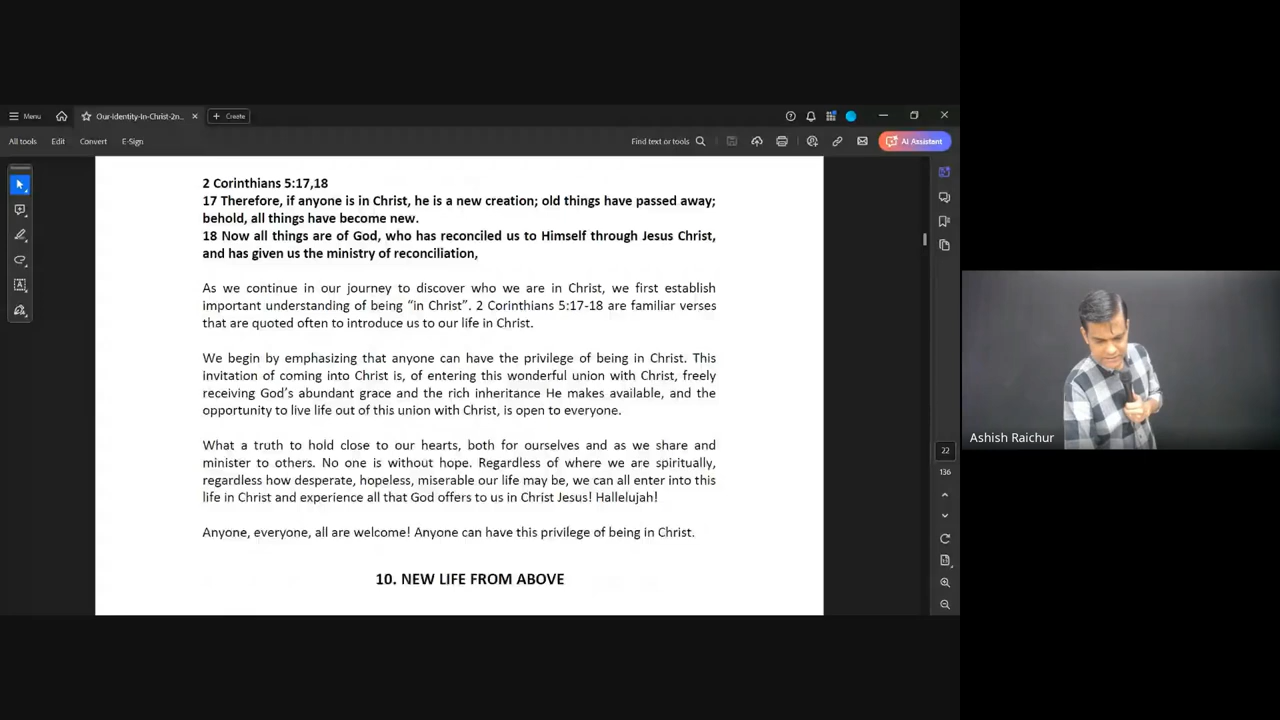 Menu
Our-Identity-In-Christ-2n...
Create
All tools
Edit
Convert
E-Sign
Find text or tools
AI Assistant
2 Corinthians 5:17,18
17 Therefore, if anyone is in Christ, he is a new creation; old things have passed away;
behold, all things have become new.
18 Now all things are of God, who has reconciled us to Himself through Jesus Christ,
and has given us the ministry of reconciliation,
As we continue in our journey to discover who we are in Christ, we first establish
important understanding of being “in Christ”. 2 Corinthians 5:17-18 are familiar verses
that are quoted often to introduce us to our life in Christ.
We begin by emphasizing that anyone can have the privilege of being in Christ. This
invitation of coming into Christ is, of entering this wonderful union with Christ, freely
receiving God’s abundant grace and the rich inheritance He makes available, and the
opportunity to live life out of this union with Christ, is open to everyone.
What a truth to hold close to our hearts, both for ourselves and as we share and
minister to others. No one is without hope. Regardless of where we are spiritually,
regardless how desperate, hopeless, miserable our life may be, we can all enter into this
life in Christ and experience all that God offers to us in Christ Jesus! Hallelujah!
Anyone, everyone, all are welcome! Anyone can have this privilege of being in Christ.
10. NEW LIFE FROM ABOVE
22
136
Ashish Raichur